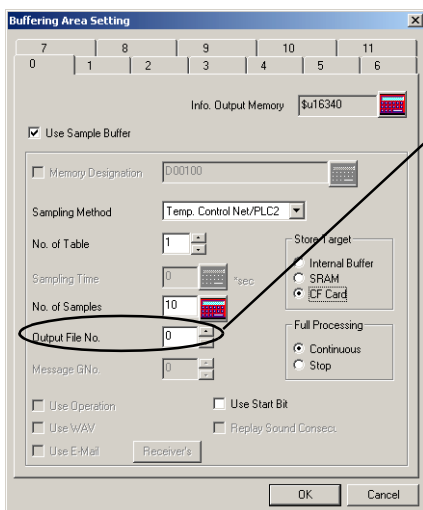 Buffering Area Setting
7 8 9 10 11
0 1 2 3 4 5 6
Info. Output Memory $u16340
Use Sample Buffer
Memory Designation D00100
Sampling Method Temp. Control Net/PLC2
No. of Table 1
Store Target
Internal Buffer
Sampling Time 0 *sec
SRAM
CF Card
No. of Samples 10
Full Processing
Output File No. 0
Continuous
Stop
Message GNo. 0
Use Operation Use Start Bit
Use WAV Replay Sound Consecu.
Use E-Mail Receiver's
OK Cancel